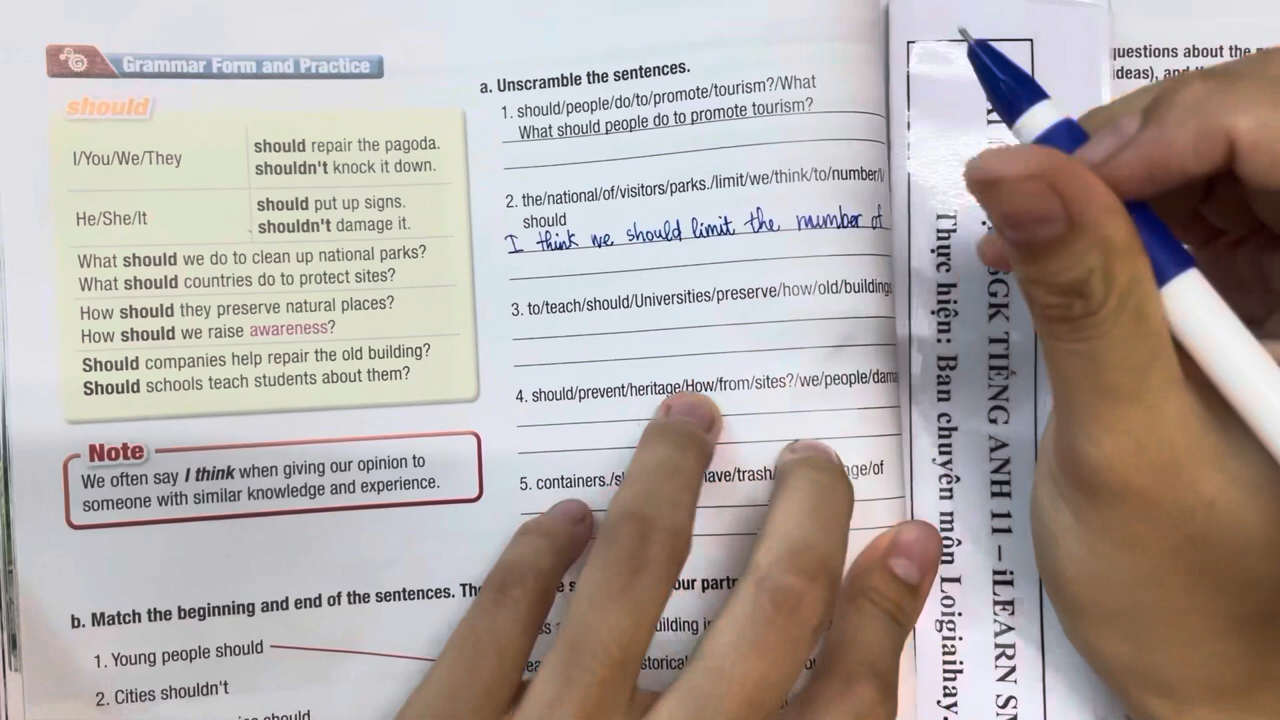 Grammar Form and Practice
should
I/You/We/They
should repair the pagoda.
shouldn't knock it down.
He/She/It
should put up signs.
shouldn't damage it.
What should we do to clean up national parks?
What should countries do to protect sites?
How should they preserve natural places?
How should we raise awareness?
Should companies help repair the old building?
Should schools teach students about them?
Note
We often say I think when giving our opinion to
someone with similar knowledge and experience.
a. Unscramble the sentences.
1. should/people/do/to/promote/tourism?/What
What should people do to promote tourism?
2. the/national/of/visitors/parks./limit/we/think/to/number/I/
should
I think we should limit the number of
3. to/teach/should/Universities/preserve/how/old/buildings
4. should/prevent/heritage/How/from/sites?/we/people/dama
5. containers./s have/trash/ age/of
b. Match the beginning and end of the sentences. The our partn
1. Young people should
2. Cities shouldn't
should
ss uilding i
storical
questions about the
ideas), and
SGK TIẾNG ANH 11 – iLEARN SM
Thực hiện: Ban chuyên môn Loigiaihay.